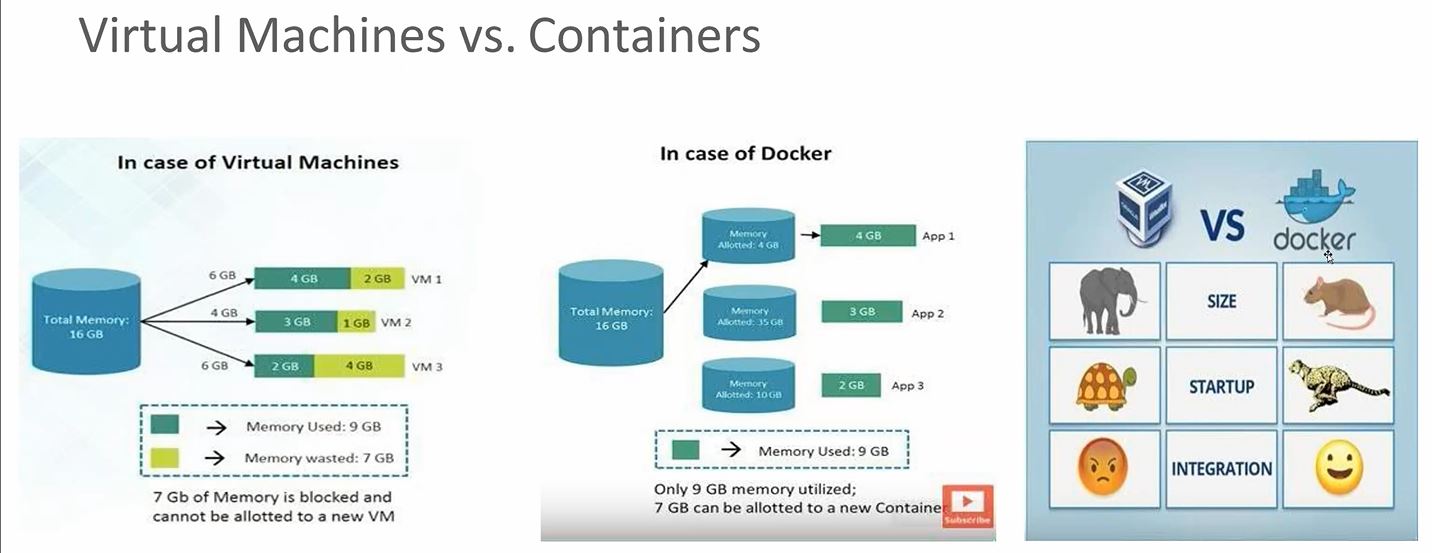 Virtual Machines vs. Containers
In case of Virtual Machines
Total Memory:
16 GB
6 GB
4 GB
2 GB
VM 1
4 GB
3 GB
1 GB
VM 2
6 GB
2 GB
4 GB
VM 3
Memory Used: 9 GB
Memory wasted: 7 GB
7 Gb of Memory is blocked and
cannot be allotted to a new VM
In case of Docker
Total Memory:
16 GB
Memory
Allotted: 4 GB
4 GB
App 1
Memory
Allotted: 35 GB
3 GB
App 2
Memory
Allotted: 10 GB
2 GB
App 3
Memory Used: 9 GB
Only 9 GB memory utilized;
7 GB can be allotted to a new Container
Subscribe
VS
docker
SIZE
STARTUP
INTEGRATION